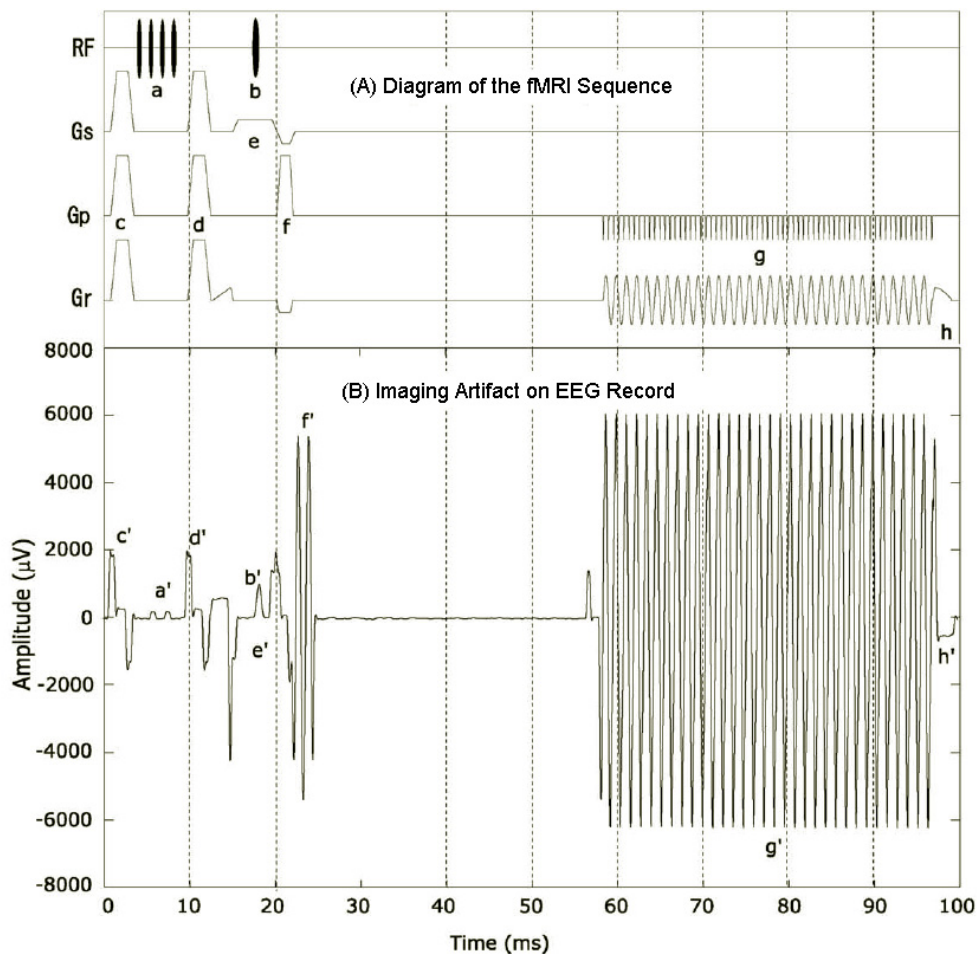 RF
a
b
(A) Diagram of the fMRI Sequence
Gs
e
Gp
c
d
f
g
Gr
h
8000
(B) Imaging Artifact on EEG Record
6000
f'
4000
c'
d'
2000
a'
b'
0
e'
h'
-2000
-4000
-6000
g'
-8000
Amplitude (μV)
0 10 20 30 40 50 60 70 80 90 100
Time (ms)